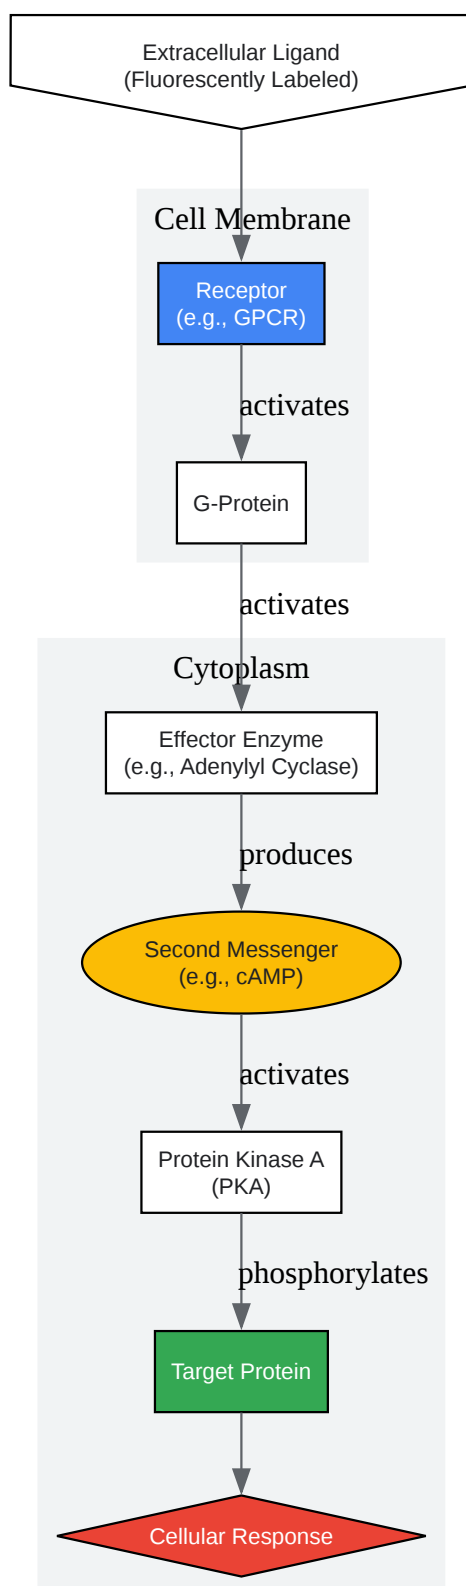 Extracellular Ligand
(Fluorescently Labeled)
Cell Membrane
Receptor
(e.g., GPCR)
activates
G-Protein
activates
Cytoplasm
Effector Enzyme
(e.g., Adenylyl Cyclase)
produces
Second Messenger
(e.g., cAMP)
activates
Protein Kinase A
(PKA)
phosphorylates
Target Protein
Cellular Response